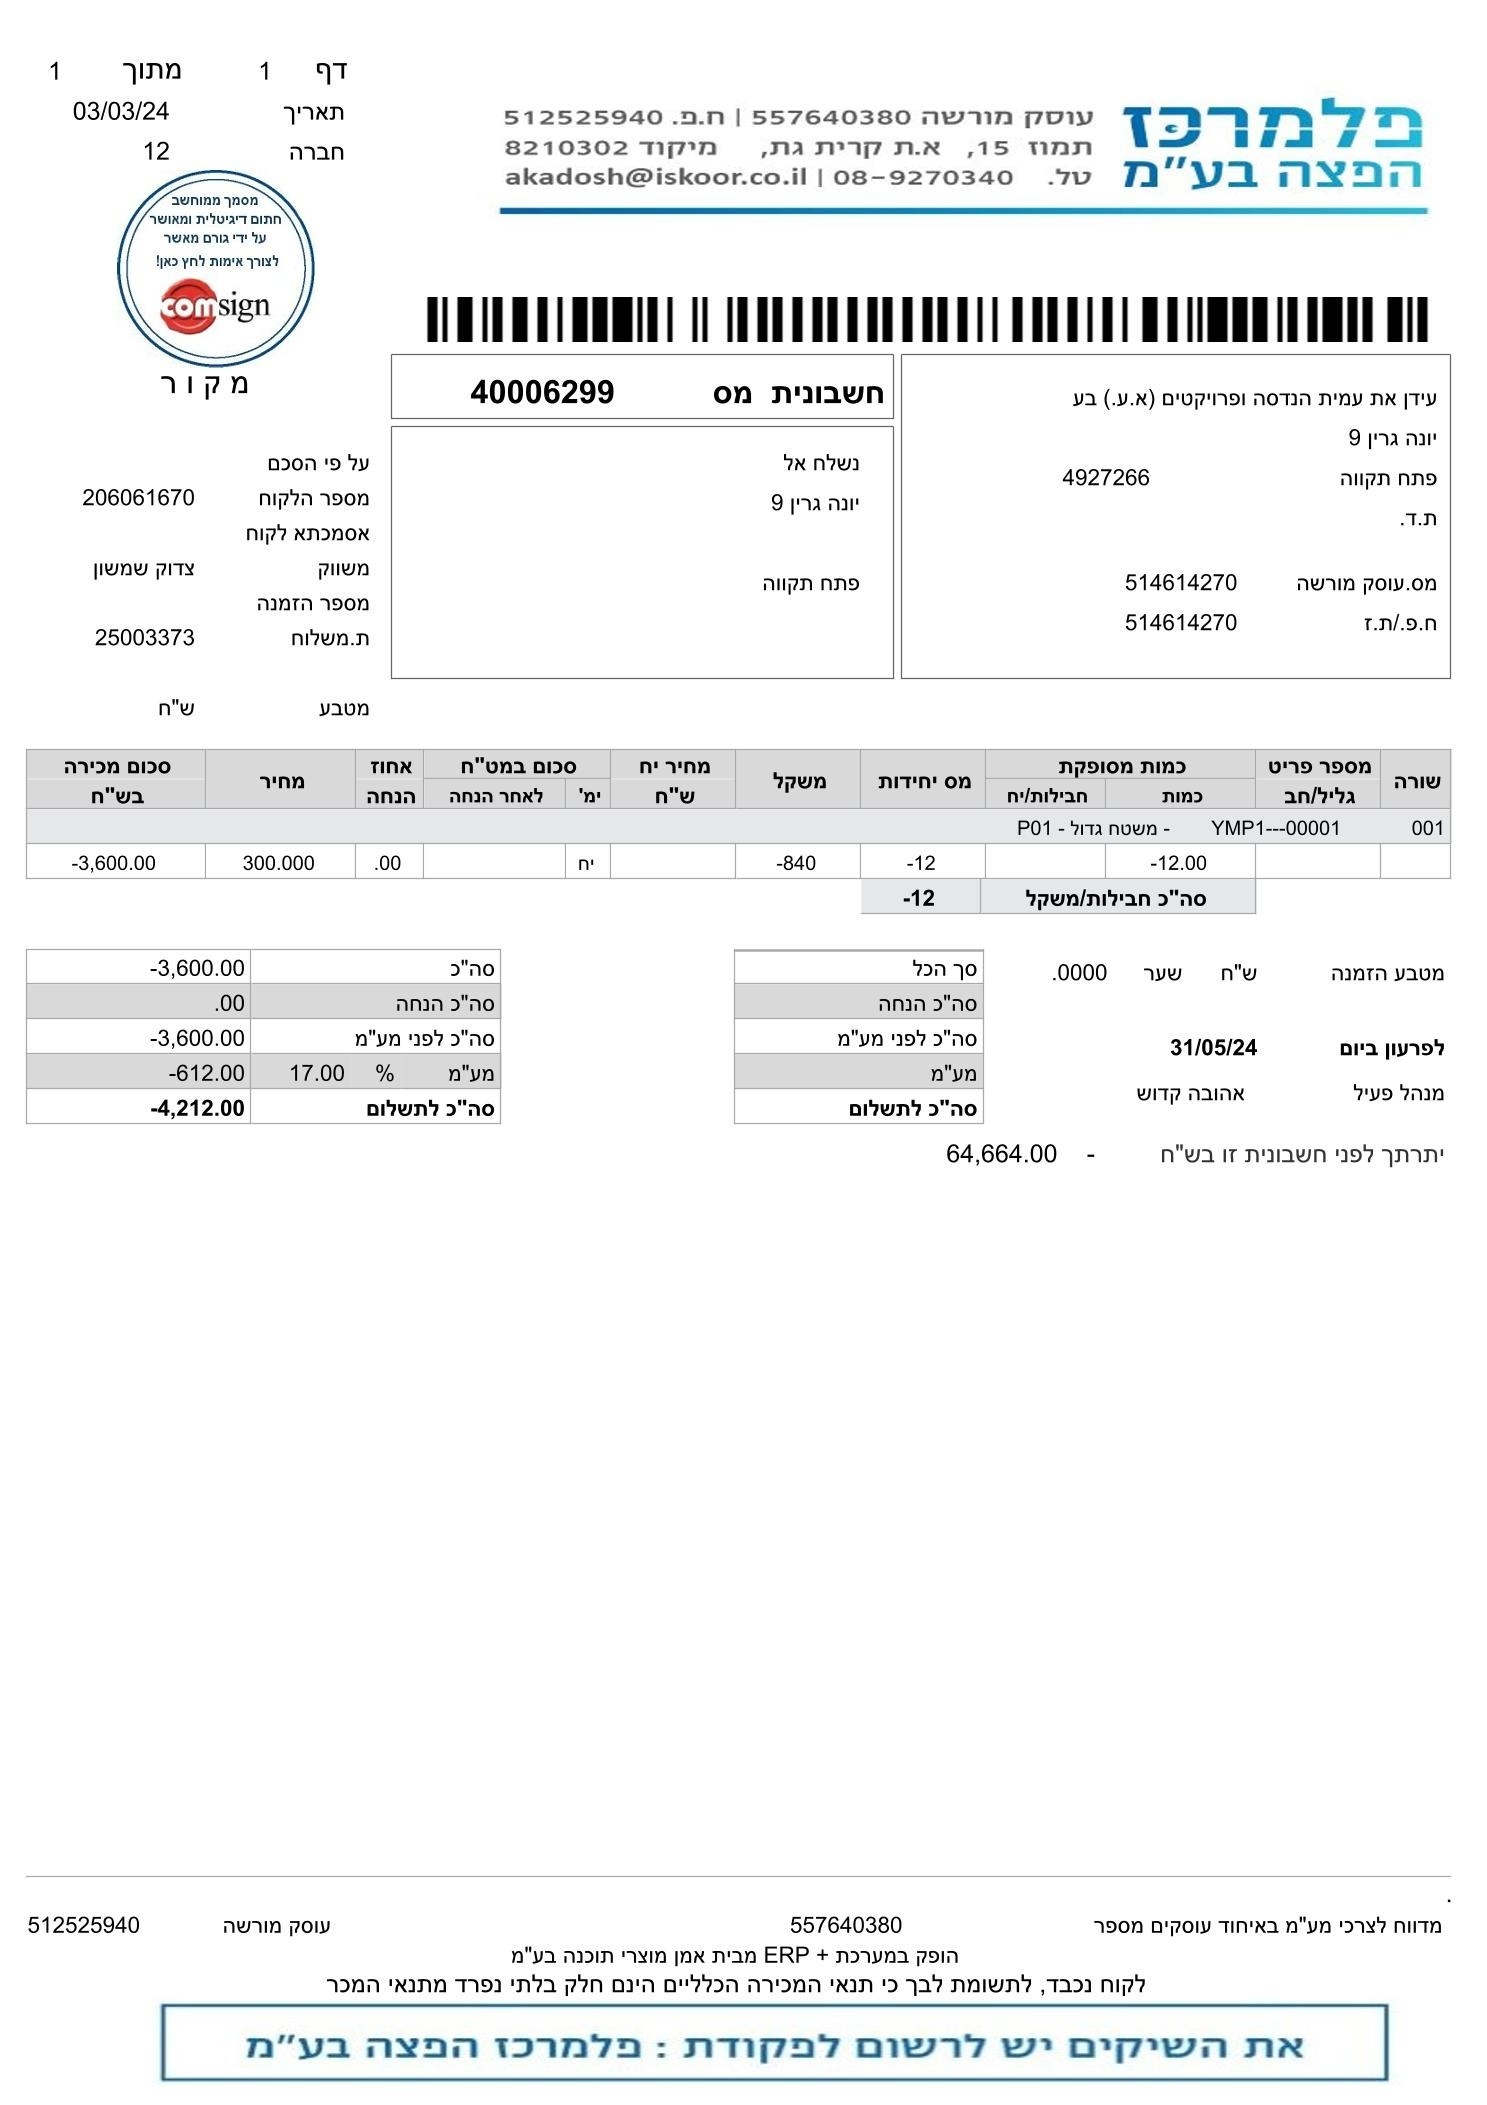 דף 1 מתוך 1
תאריך 03/03/24
חברה 12
פלמרכז
הפצה בע"מ
עוסק מורשה 557640380 | ח.פ. 512525940
תמוז 15, א.ת קרית גת, מיקוד 8210302
טל. 08-9270340 | akadosh@iskoor.co.il
מסמך ממוחשב
חתום דיגיטלית ומאושר
על ידי גורם מאשר
לצורך אימות לחץ כאן!
comsign
מקור
חשבונית מס 40006299
עידן את עמית הנדסה ופרויקטים (א.ע.) בע
יונה גרין 9
פתח תקווה 4927266
ת.ד.
מס.עוסק מורשה 514614270
ח.פ./ת.ז 514614270
נשלח אל
יונה גרין 9
פתח תקווה
על פי הסכם
מספר הלקוח 206061670
אסמכתא לקוח
משווק צדוק שמשון
מספר הזמנה
ת.משלוח 25003373
מטבע ש"ח
שורה מספר פריט גליל/חב כמות מסופקת מס יחידות משקל מחיר יח ש"ח סכום במט"ח אחוז הנחה מחיר סכום מכירה בש"ח
כמות חבילות/יח ימ' לאחר הנחה
001 YMP1---00001 - משטח גדול - P01
-12.00 -12 -840 יח .00 300.000 -3,600.00
סה"כ חבילות/משקל -12
מטבע הזמנה ש"ח שער .0000
לפרעון ביום 31/05/24
מנהל פעיל אהובה קדוש
סך הכל
סה"כ הנחה
סה"כ לפני מע"מ
מע"מ
סה"כ לתשלום
סה"כ -3,600.00
סה"כ הנחה .00
סה"כ לפני מע"מ -3,600.00
מע"מ % 17.00 -612.00
סה"כ לתשלום -4,212.00
יתרתך לפני חשבונית זו בש"ח - 64,664.00
.
מדווח לצרכי מע"מ באיחוד עוסקים מספר 557640380 עוסק מורשה 512525940
הופק במערכת + ERP מבית אמן מוצרי תוכנה בע"מ
לקוח נכבד, לתשומת לבך כי תנאי המכירה הכלליים הינם חלק בלתי נפרד מתנאי המכר
את השיקים יש לרשום לפקודת : פלמרכז הפצה בע"מ